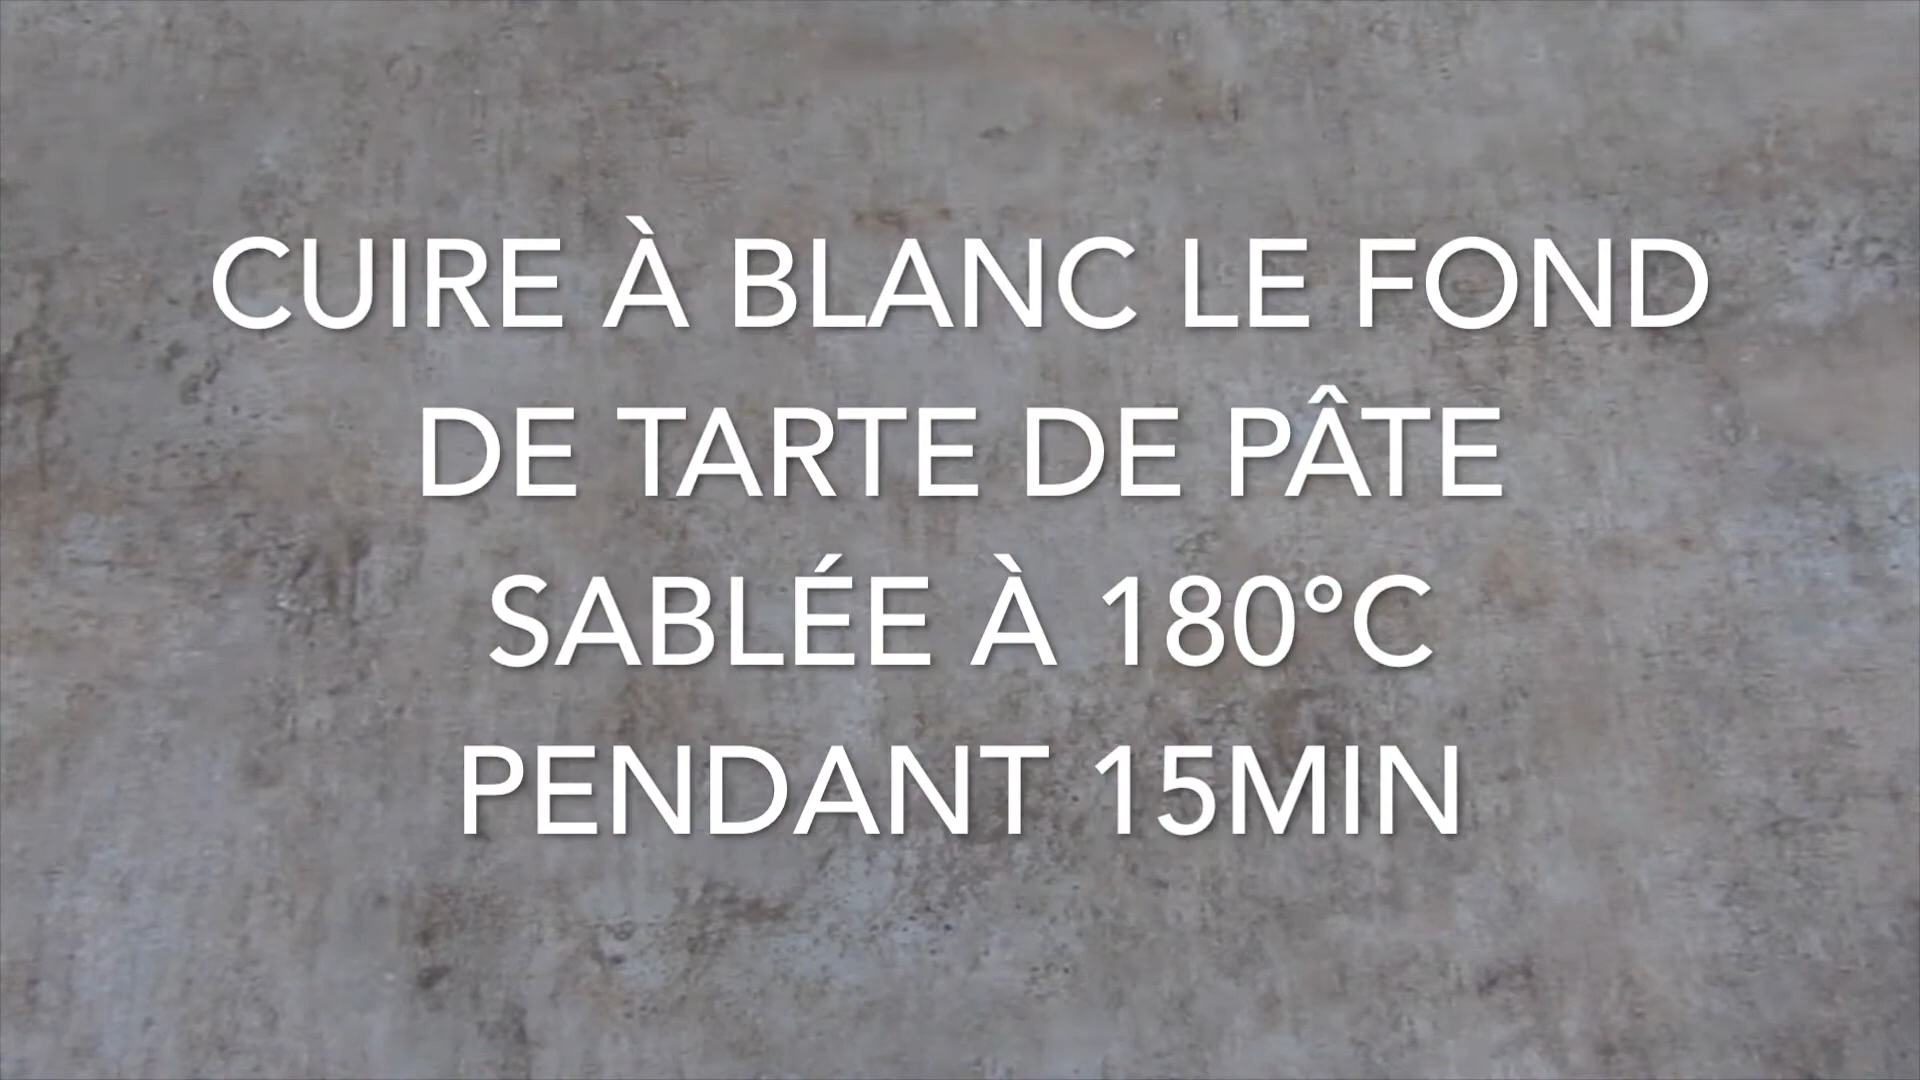 CUIRE À BLANC LE FOND
DE TARTE DE PÂTE
SABLÉE À 180°C
PENDANT 15MIN